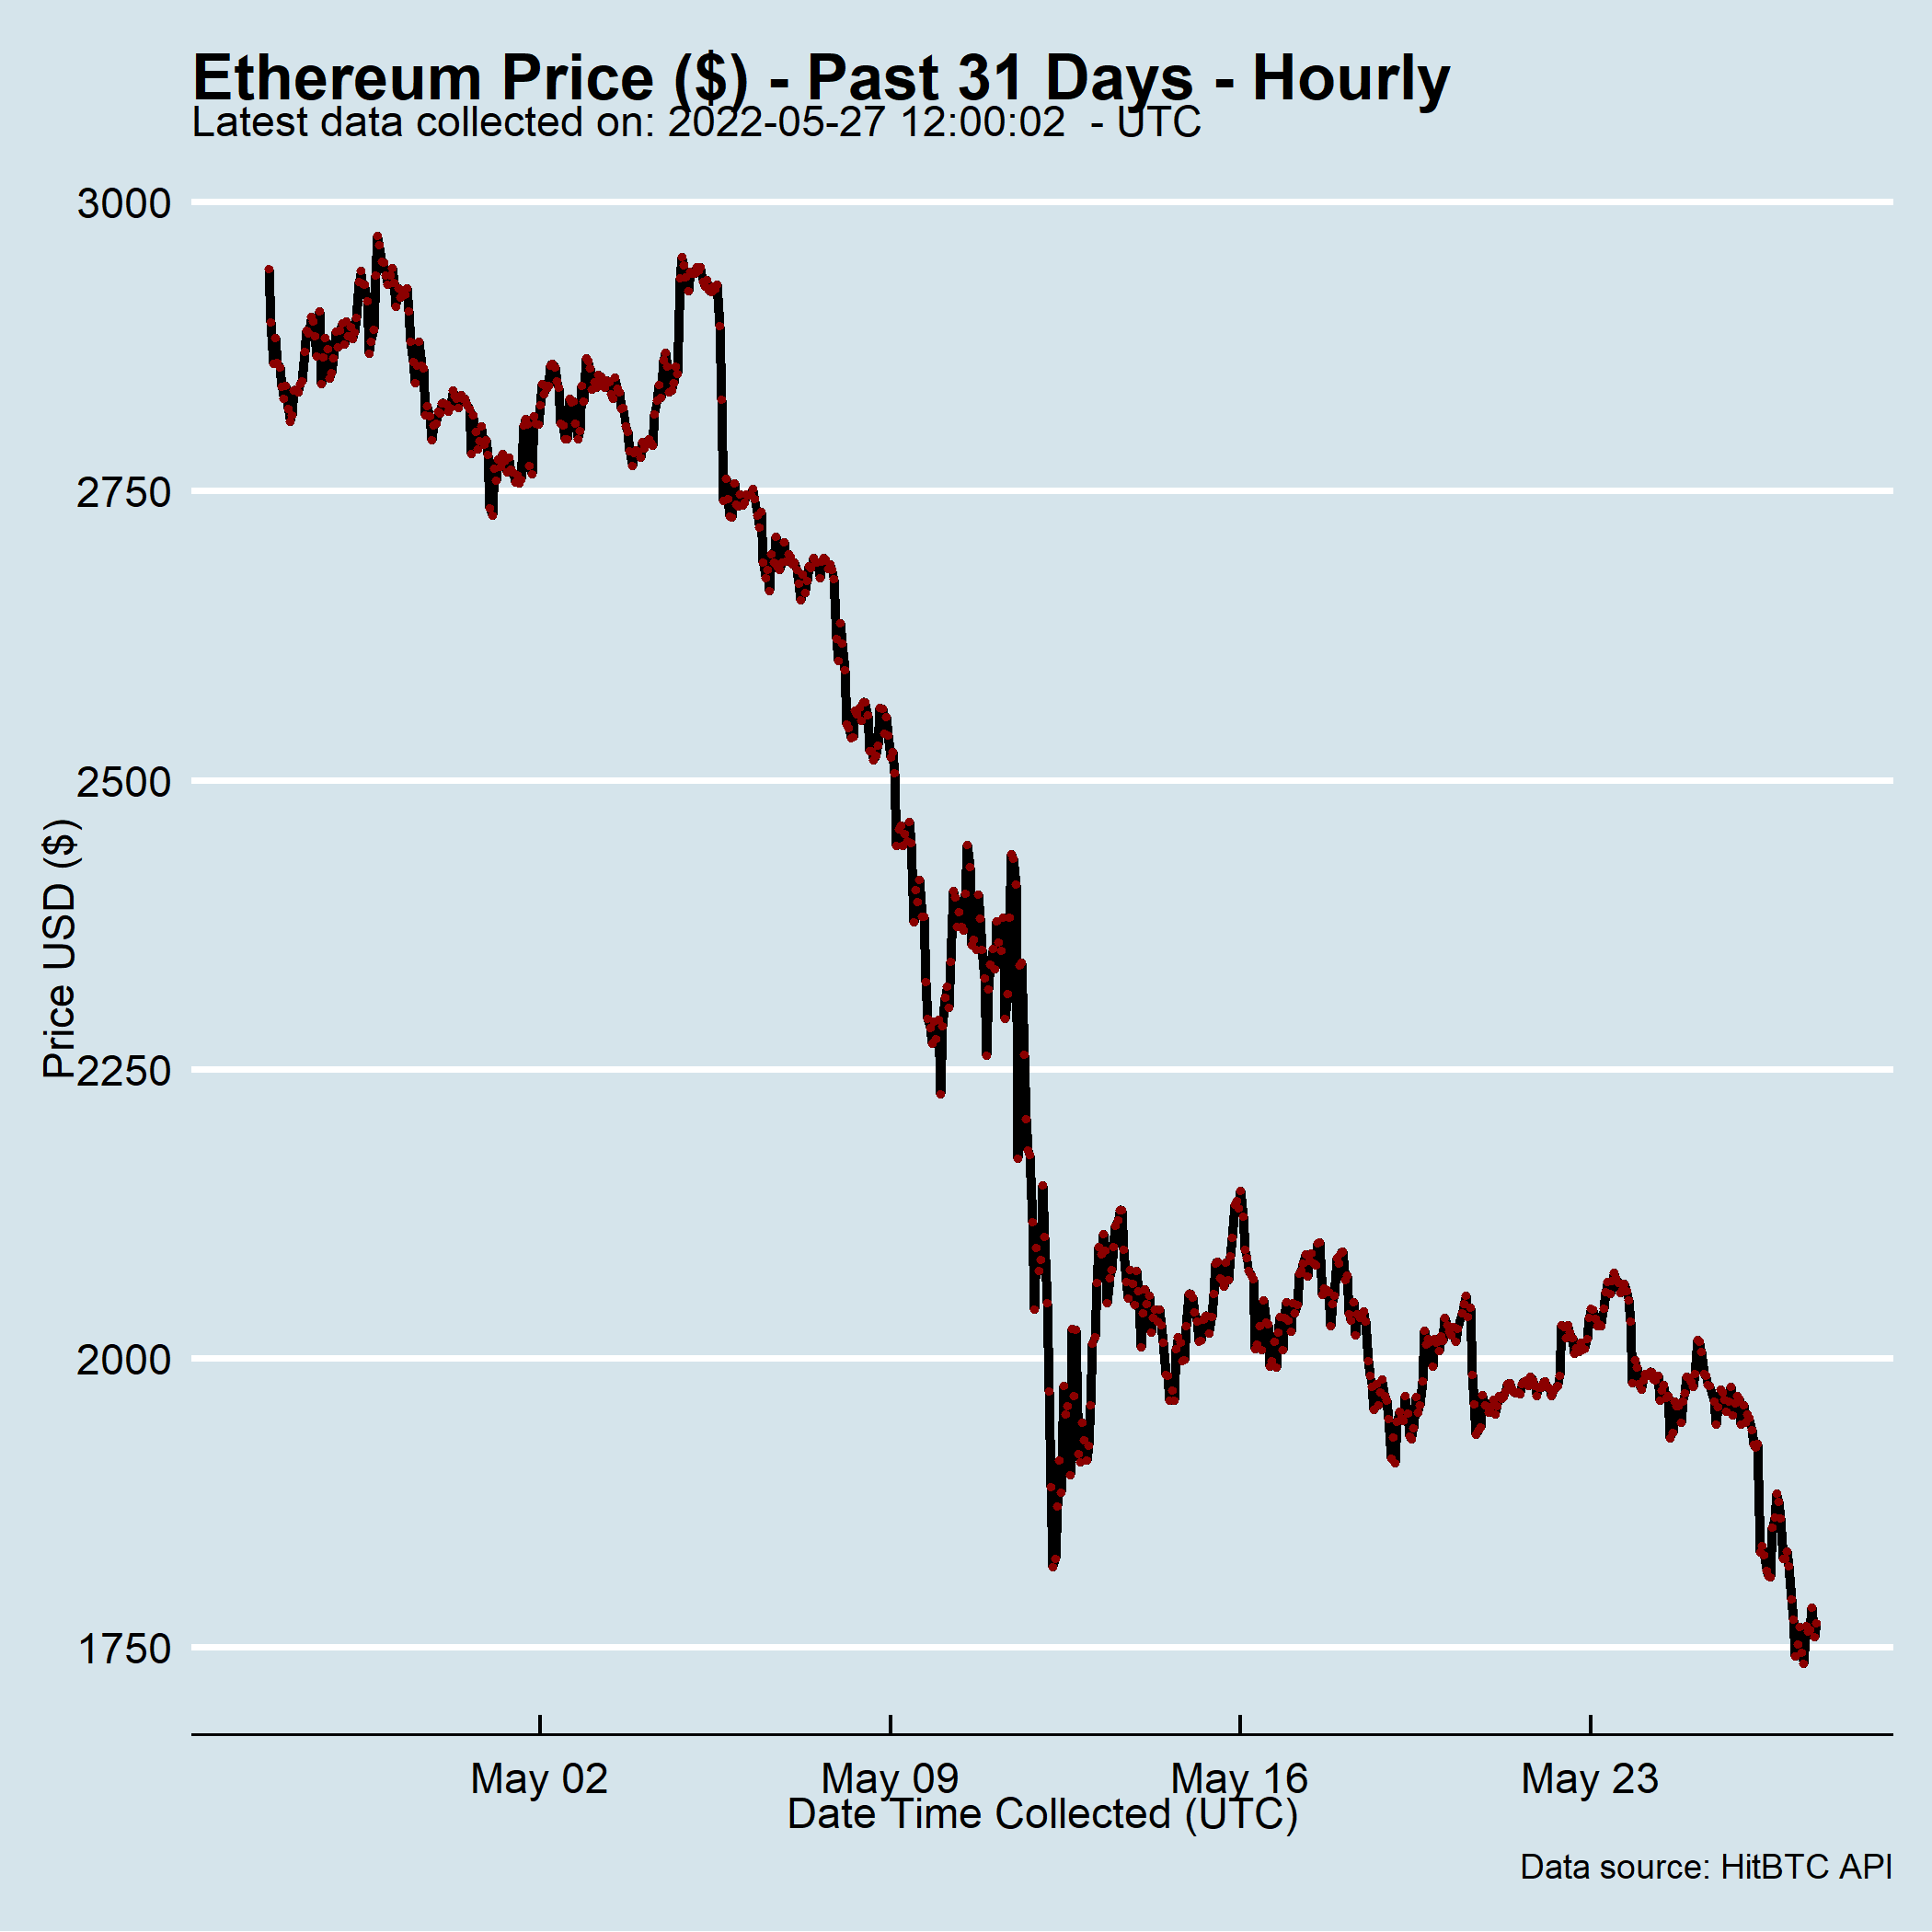 Ethereum Price ($) - Past 31 Days - Hourly
Latest data collected on: 2022-05-27 12:00:02  - UTC
3000
2750
2500
2250
2000
1750
Price USD ($)
May 02
May 09
May 16
May 23
Date Time Collected (UTC)
Data source: HitBTC API